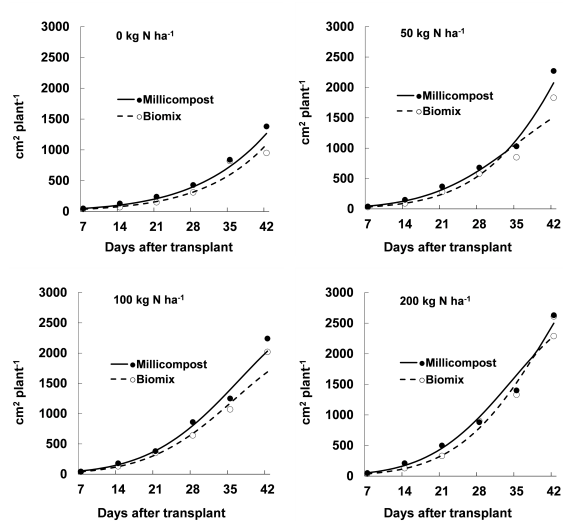 0 kg N ha-1
3000
2500
2000
1500
1000
500
0
cm2 plant-1
Millicompost
Biomix
7 14 21 28 35 42
Days after transplant
50 kg N ha-1
3000
2500
2000
1500
1000
500
0
cm2 plant-1
Millicompost
Biomix
7 14 21 28 35 42
Days after transplant
100 kg N ha-1
3000
2500
2000
1500
1000
500
0
cm2 plant-1
Millicompost
Biomix
7 14 21 28 35 42
Days after transplant
200 kg N ha-1
3000
2500
2000
1500
1000
500
0
cm2 plant-1
Millicompost
Biomix
7 14 21 28 35 42
Days after transplant